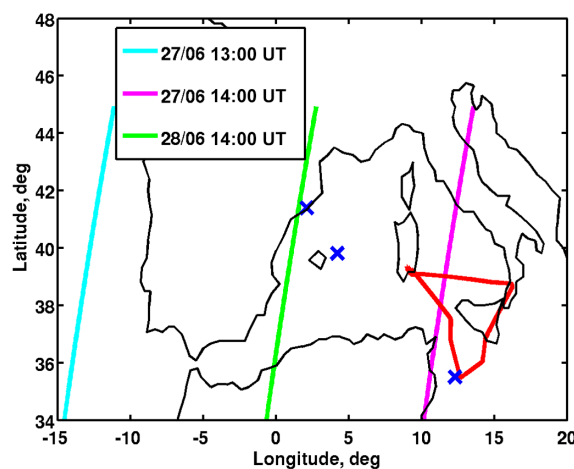 48
46
44
42
40
38
36
34
Latitude, deg
27/06 13:00 UT
27/06 14:00 UT
28/06 14:00 UT
-15 -10 -5 0 5 10 15 20
Longitude, deg